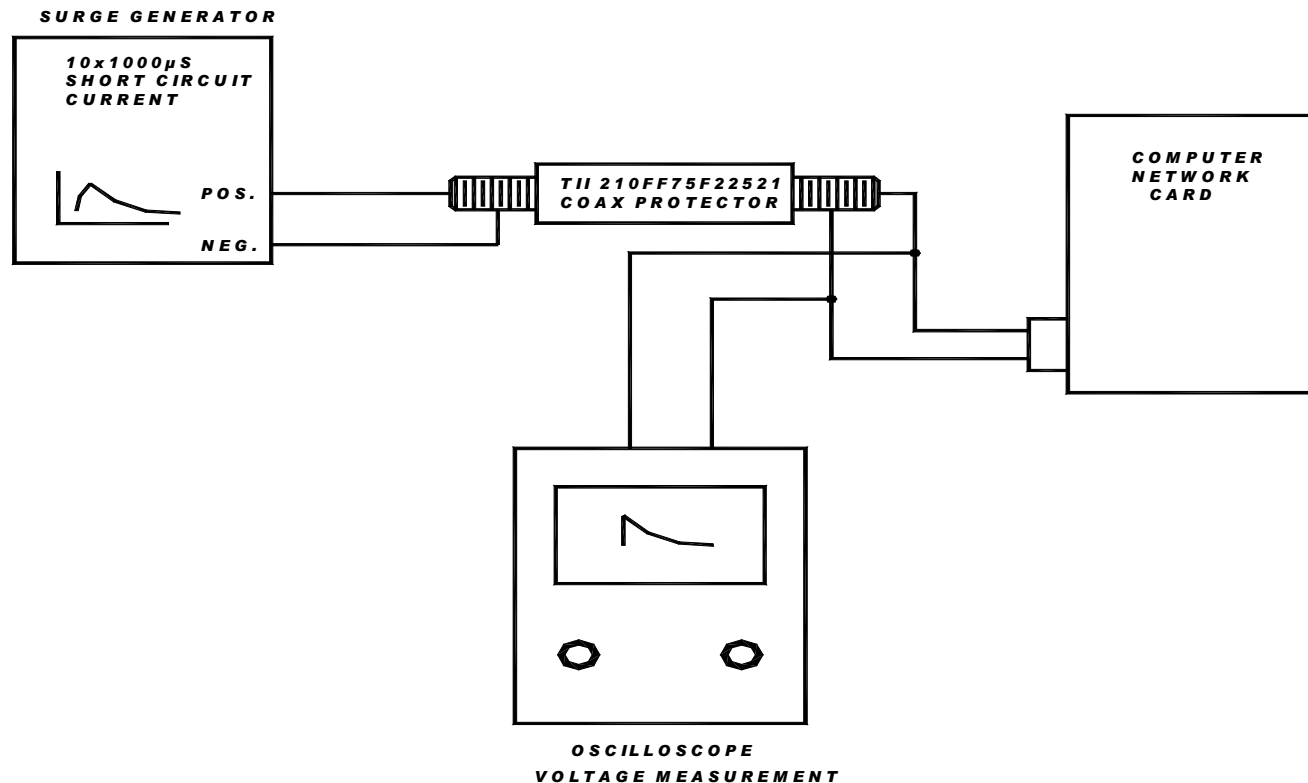 SURGE GENERATOR
10x1000µS
SHORT CIRCUIT
CURRENT
POS.
NEG.
TII 210FF75F22521
COAX PROTECTOR
COMPUTER
NETWORK
CARD
OSCILLOSCOPE
VOLTAGE MEASUREMENT